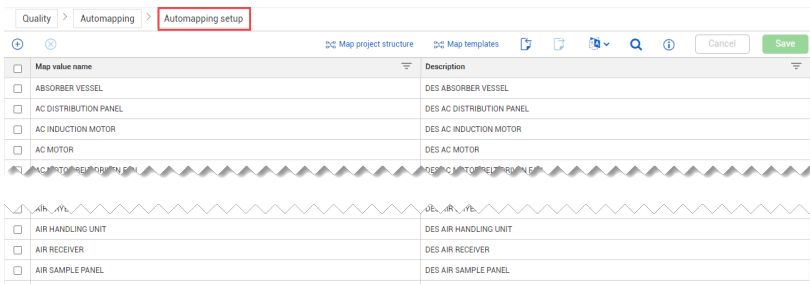 Quality > Automapping > Automapping setup
Map project structure Map templates Cancel Save
Map value name Description
ABSORBER VESSEL DES ABSORBER VESSEL
AC DISTRIBUTION PANEL DES AC DISTRIBUTION PANEL
AC INDUCTION MOTOR DES AC INDUCTION MOTOR
AC MOTOR DES AC MOTOR
AIR HANDLING UNIT DES AIR HANDLING UNIT
AIR RECEIVER DES AIR RECEIVER
AIR SAMPLE PANEL DES AIR SAMPLE PANEL